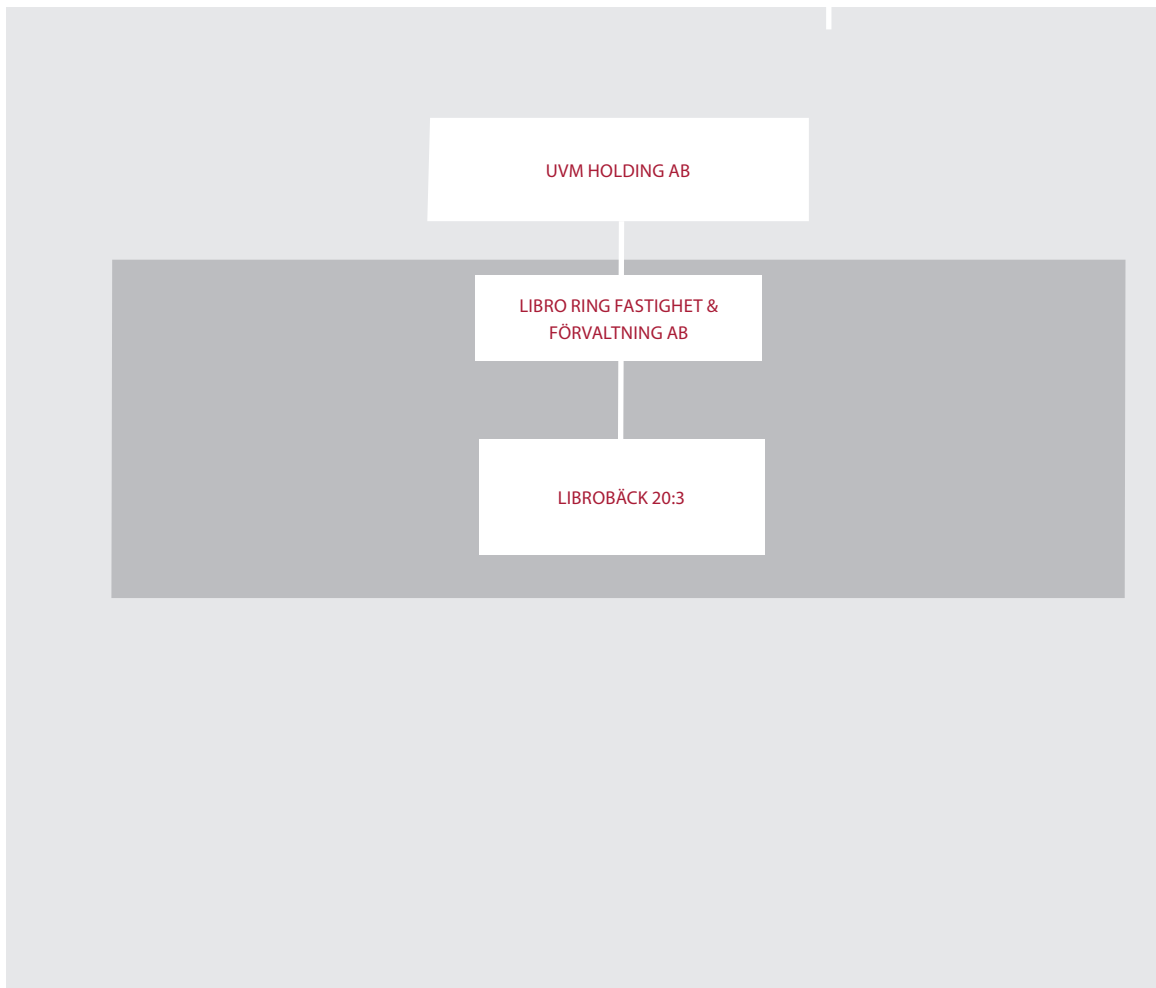 UVM HOLDING AB
LIBRO RING FASTIGHET &
FÖRVALTNING AB
LIBROBÄCK 20:3